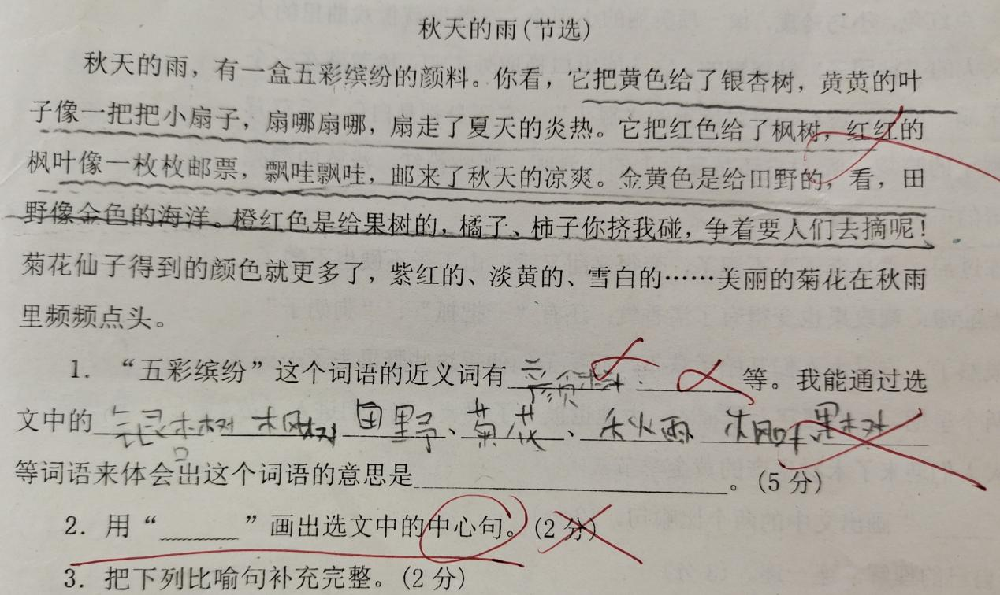 秋天的雨(节选)
秋天的雨，有一盒五彩缤纷的颜料。你看，它把黄色给了银杏树，黄黄的叶
子像一把把小扇子，扇哪扇哪，扇走了夏天的炎热。它把红色给了枫树，红红的
枫叶像一枚枚邮票，飘哇飘哇，邮来了秋天的凉爽。金黄色是给田野的，看，田
野像金色的海洋。橙红色是给果树的，橘子、柿子你挤我碰，争着要人们去摘呢！
菊花仙子得到的颜色就更多了，紫红的、淡黄的、雪白的……美丽的菊花在秋雨
里频频点头。
1. “五彩缤纷”这个词语的近义词有 、 等。我能通过选
文中的 银杏树 枫树 田野、菊花、秋雨 果树
等词语来体会出这个词语的意思是 。(5分)
2. 用“ ”画出选文中的中心句。(2分)
3. 把下列比喻句补充完整。(2分)